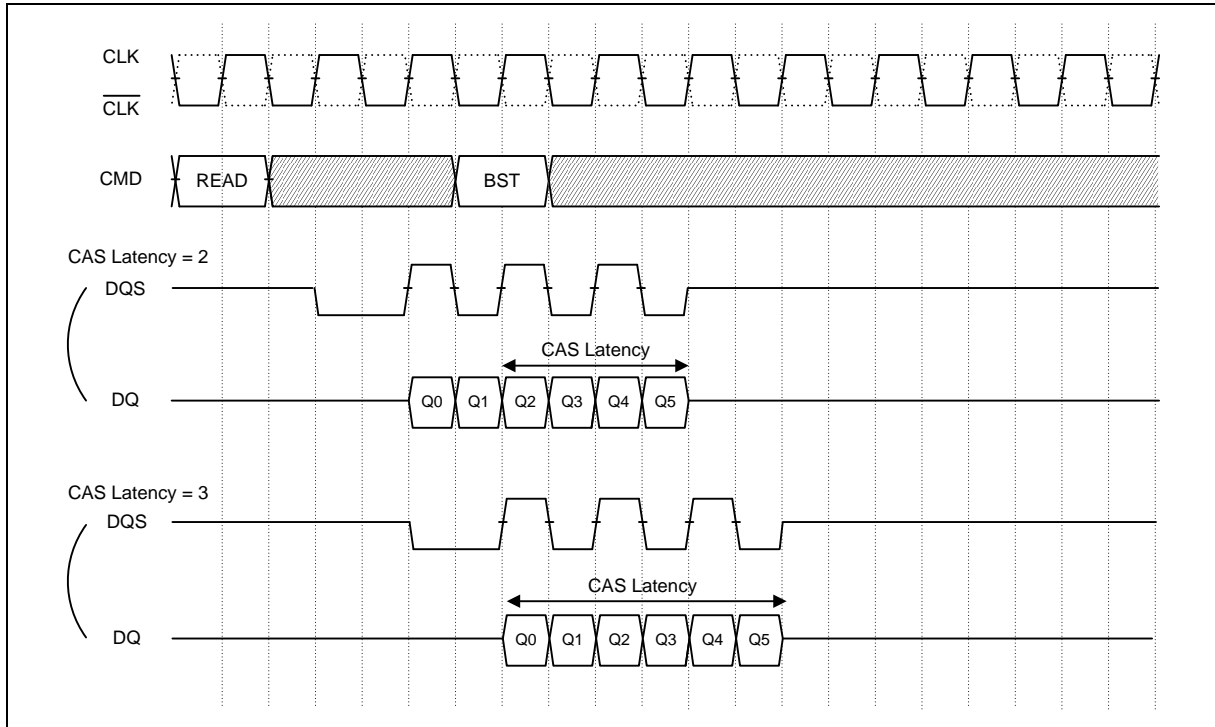 CLK
CLK
CMD
READ
BST
CAS Latency = 2
DQS
CAS Latency
DQ
Q0 Q1 Q2 Q3 Q4 Q5
CAS Latency = 3
DQS
CAS Latency
DQ
Q0 Q1 Q2 Q3 Q4 Q5